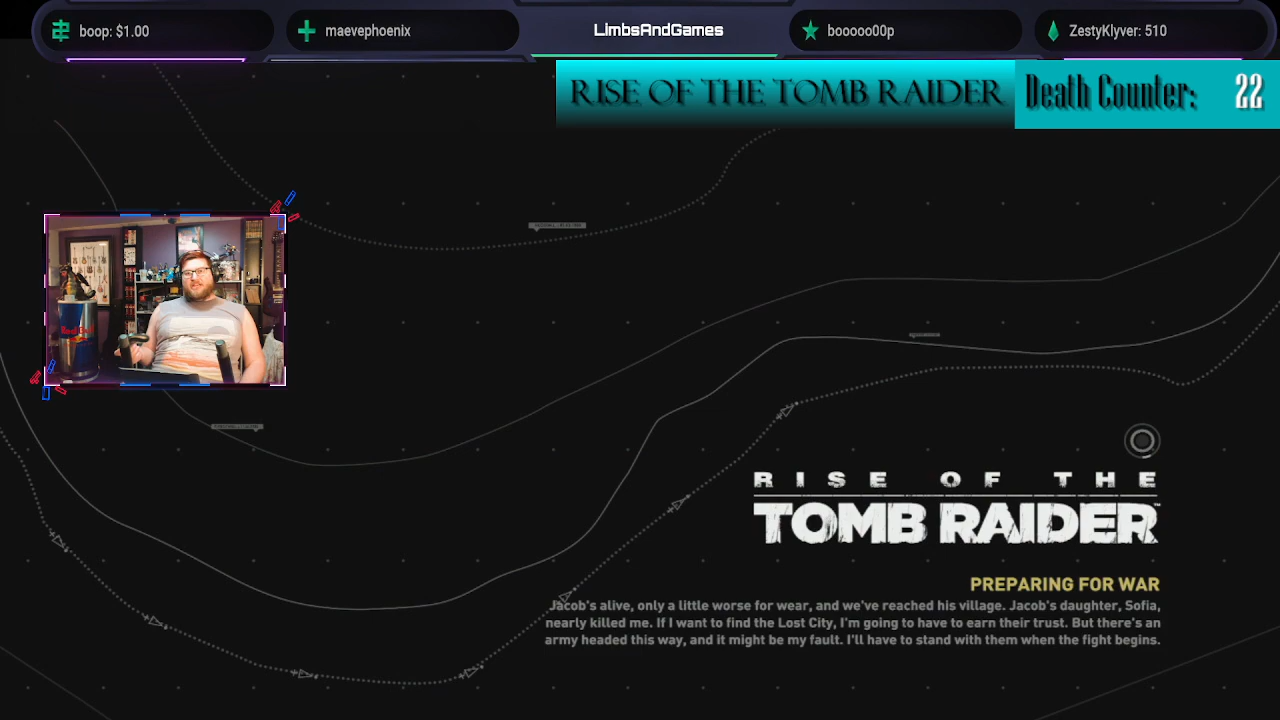 boop: $1.00
maevephoenix
LimbsAndGames
booooo00p
ZestyKlyver: 510
RISE OF THE TOMB RAIDER
Death Counter: 22
Red Bull
RISE OF THE
TOMB RAIDER™
PREPARING FOR WAR
Jacob's alive, only a little worse for wear, and we've reached his village. Jacob's daughter, Sofia,
nearly killed me. If I want to find the Lost City, I'm going to have to earn their trust. But there's an
army headed this way, and it might be my fault. I'll have to stand with them when the fight begins.